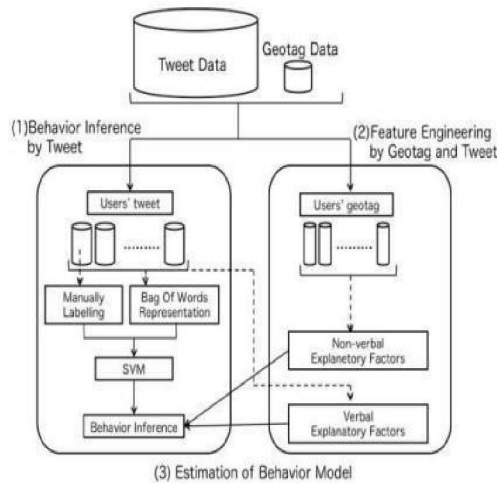 Tweet Data
Geotag Data
(1)Behavior Inference
by Tweet
(2)Feature Engineering
by Geotag and Tweet
Users' tweet
.........
Manually
Labelling
Bag Of Words
Representation
SVM
Behavior Inference
Users' geotag
........
Non-verbal
Explanetory Factors
Verbal
Explanatory Factors
(3) Estimation of Behavior Model